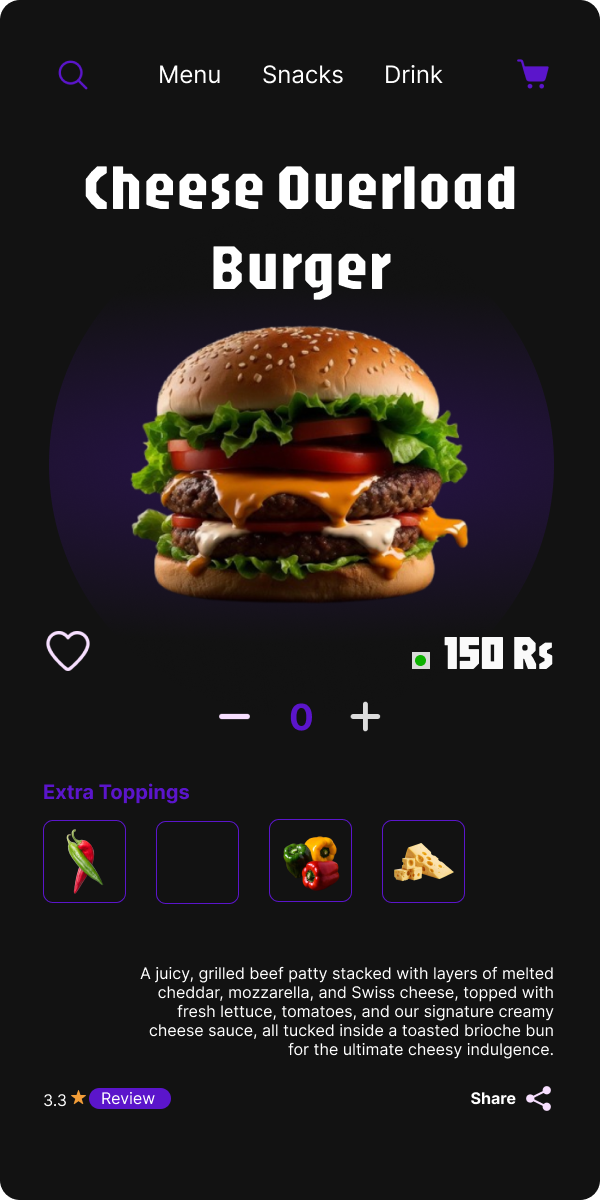 Menu Snacks Drink
Cheese Overload
Burger
150 Rs
0
Extra Toppings
A juicy, grilled beef patty stacked with layers of melted
cheddar, mozzarella, and Swiss cheese, topped with
fresh lettuce, tomatoes, and our signature creamy
cheese sauce, all tucked inside a toasted brioche bun
for the ultimate cheesy indulgence.
3.3 Review Share